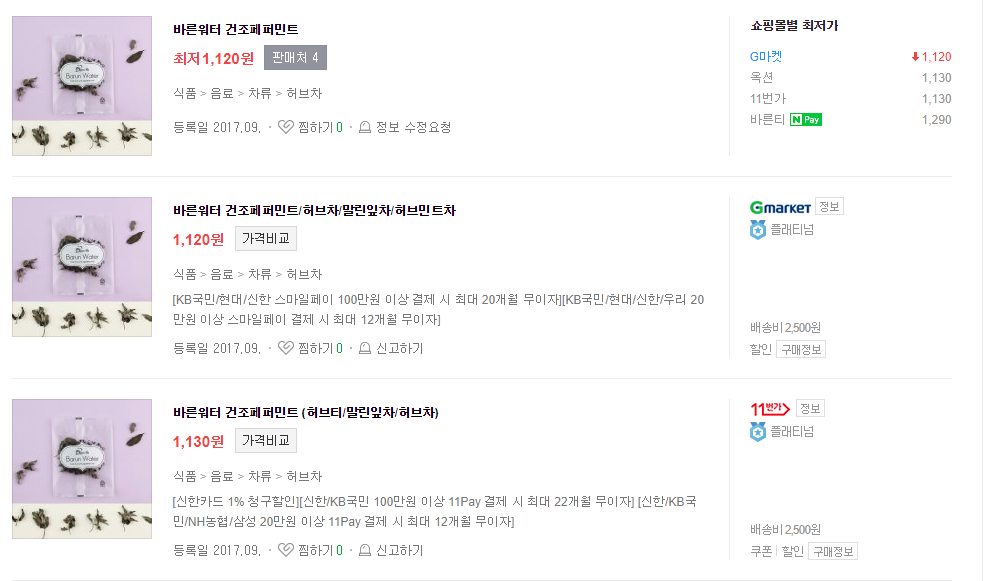 바른워터 건조페퍼민트
최저1,120원 판매처 4
식품 > 음료 > 차류 > 허브차
등록일 2017.09. · 찜하기 0 · 정보 수정요청
쇼핑몰별 최저가
G마켓 1,120
옥션 1,130
11번가 1,130
바른티 N Pay 1,290
Barun Water
바른워터 건조페퍼민트/허브차/말린잎차/허브민트차
1,120원 가격비교
식품 > 음료 > 차류 > 허브차
[KB국민/현대/신한 스마일페이 100만원 이상 결제 시 최대 20개월 무이자][KB국민/현대/신한/우리 20
만원 이상 스마일페이 결제 시 최대 12개월 무이자]
등록일 2017.09. · 찜하기 0 · 신고하기
Gmarket 정보
플래티넘
배송비 2,500원
할인 구매정보
Barun Water
바른워터 건조페퍼민트 (허브티/말린잎차/허브차)
1,130원 가격비교
식품 > 음료 > 차류 > 허브차
[신한카드 1% 청구할인][신한/KB국민 100만원 이상 11Pay 결제 시 최대 22개월 무이자] [신한/KB국
민/NH농협/삼성 20만원 이상 11Pay 결제 시 최대 12개월 무이자]
등록일 2017.09. · 찜하기 0 · 신고하기
11번가 정보
플래티넘
배송비 2,500원
쿠폰 | 할인 구매정보
Barun Water